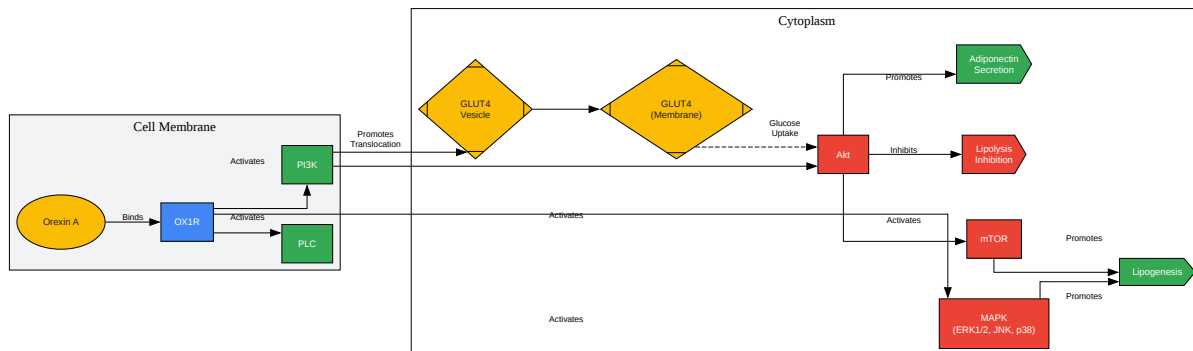 Cytoplasm
Adiponectin
Secretion
Promotes
GLUT4
Vesicle
GLUT4
(Membrane)
Glucose
Uptake
Cell Membrane
Promotes
Translocation
Activates
PI3K
Akt
Inhibits
Lipolysis
Inhibition
Orexin A
Binds
OX1R
Activates
PLC
Activates
Activates
mTOR
Promotes
Lipogenesis
Promotes
MAPK
(ERK1/2, JNK, p38)
Activates